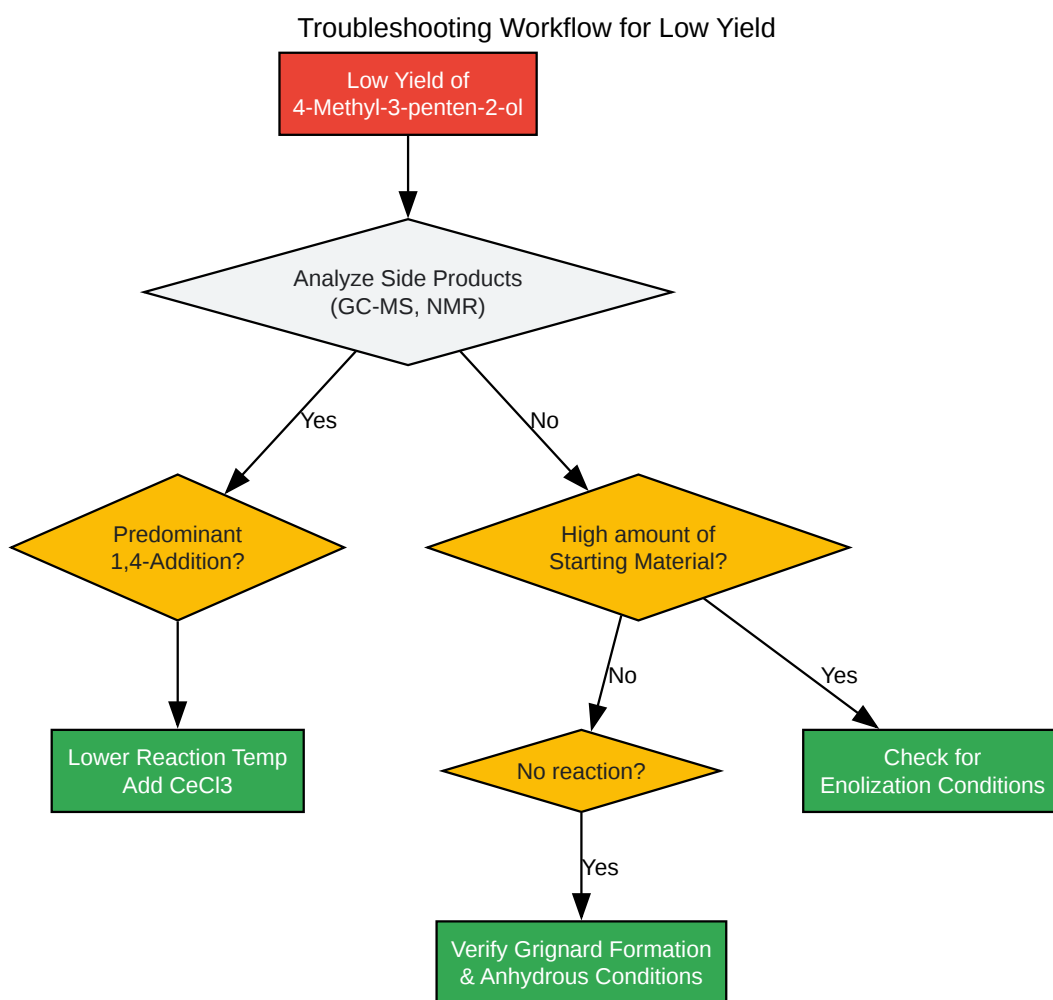 Troubleshooting Workflow for Low Yield
Low Yield of
4-Methyl-3-penten-2-ol
Analyze Side Products
(GC-MS, NMR)
Yes
No
Predominant
1,4-Addition?
High amount of
Starting Material?
No
Yes
Lower Reaction Temp
Add CeCl3
No reaction?
Check for
Enolization Conditions
Yes
Verify Grignard Formation
& Anhydrous Conditions